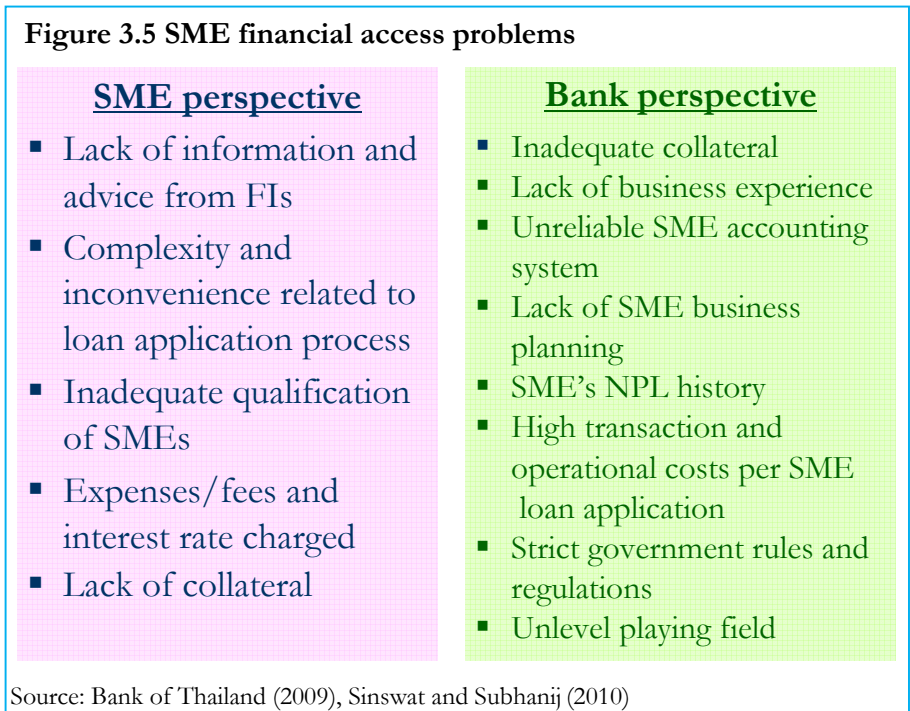 Figure 3.5 SME financial access problems
SME perspective
▪ Lack of information and
advice from FIs
▪ Complexity and
inconvenience related to
loan application process
▪ Inadequate qualification
of SMEs
▪ Expenses/fees and
interest rate charged
▪ Lack of collateral
Bank perspective
▪ Inadequate collateral
▪ Lack of business experience
▪ Unreliable SME accounting
system
▪ Lack of SME business
planning
▪ SME’s NPL history
▪ High transaction and
operational costs per SME
loan application
▪ Strict government rules and
regulations
▪ Unlevel playing field
Source: Bank of Thailand (2009), Sinswat and Subhanij (2010)